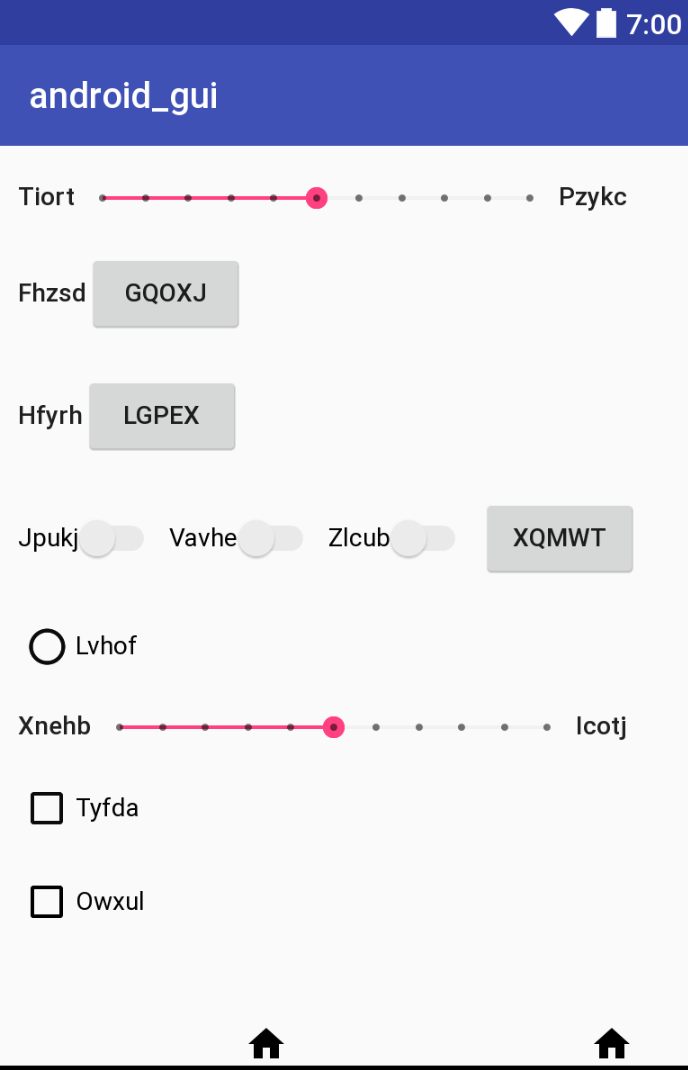 7:00
android_gui
Tiort Pzykc
Fhzsd GQOXJ
Hfyrh LGPEX
Jpukj Vavhe Zlcub XQMWT
Lvhof
Xnehb Icotj
Tyfda
Owxul